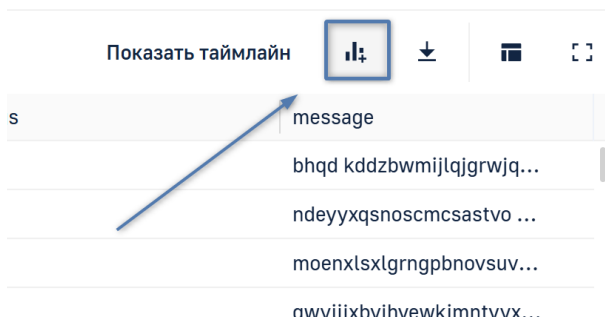 Показать таймлайн
s message
bhqd kddzbwmijlqjgrwjq...
ndeyyxqsnoscmcsastvo ...
moenxlsxlgrngpbnovsuv...